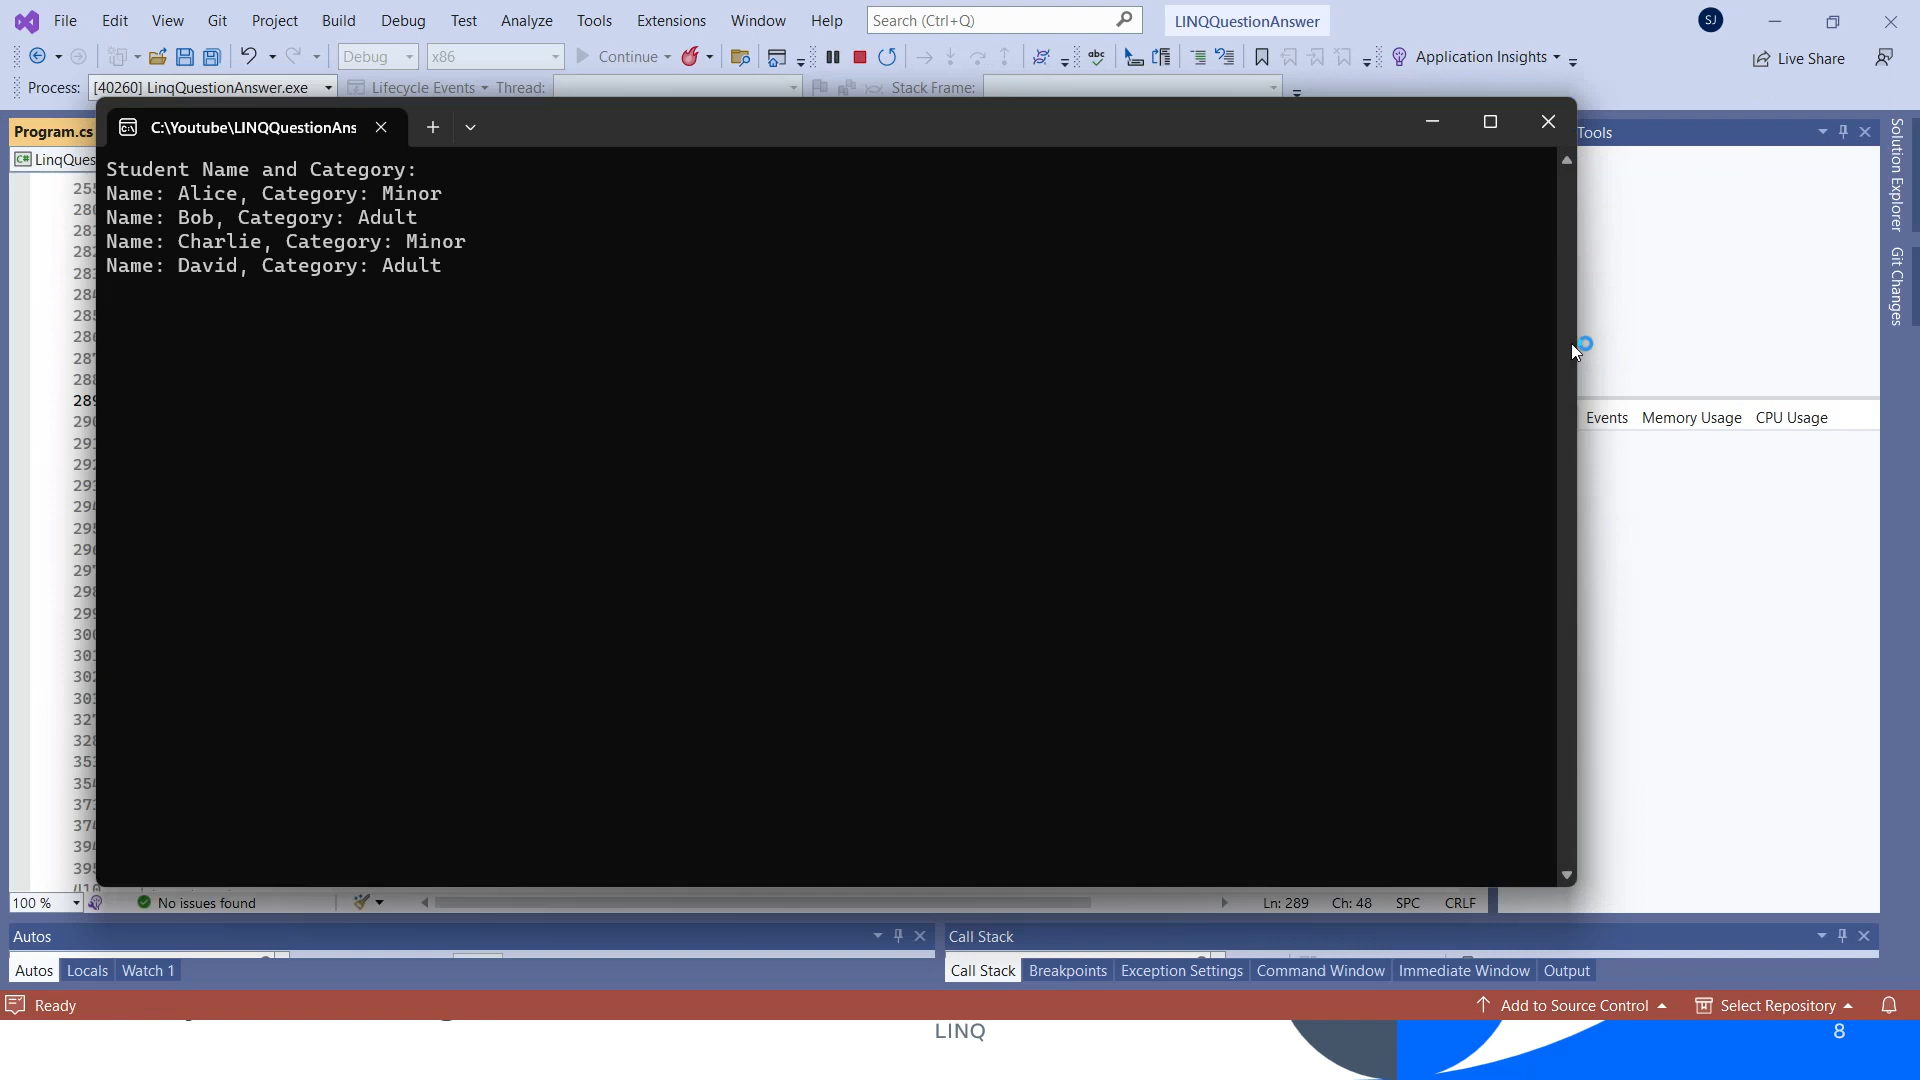 File Edit View Git Project Build Debug Test Analyze Tools Extensions Window Help Search (Ctrl+Q) LINQQuestionAnswer SJ
Debug x86 Continue abc Application Insights Live Share
Process: [40260] LinqQuestionAnswer.exe Lifecycle Events Thread: Stack Frame:
Program.cs C:\Youtube\LINQQuestionAns Tools
C# LinqQues
Student Name and Category:
Name: Alice, Category: Minor
Name: Bob, Category: Adult
Name: Charlie, Category: Minor
Name: David, Category: Adult
Solution Explorer
Git Changes
Events Memory Usage CPU Usage
289
100 % No issues found Ln: 289 Ch: 48 SPC CRLF
Autos Call Stack
Autos Locals Watch 1 Call Stack Breakpoints Exception Settings Command Window Immediate Window Output
Ready Add to Source Control Select Repository
LINQ 8